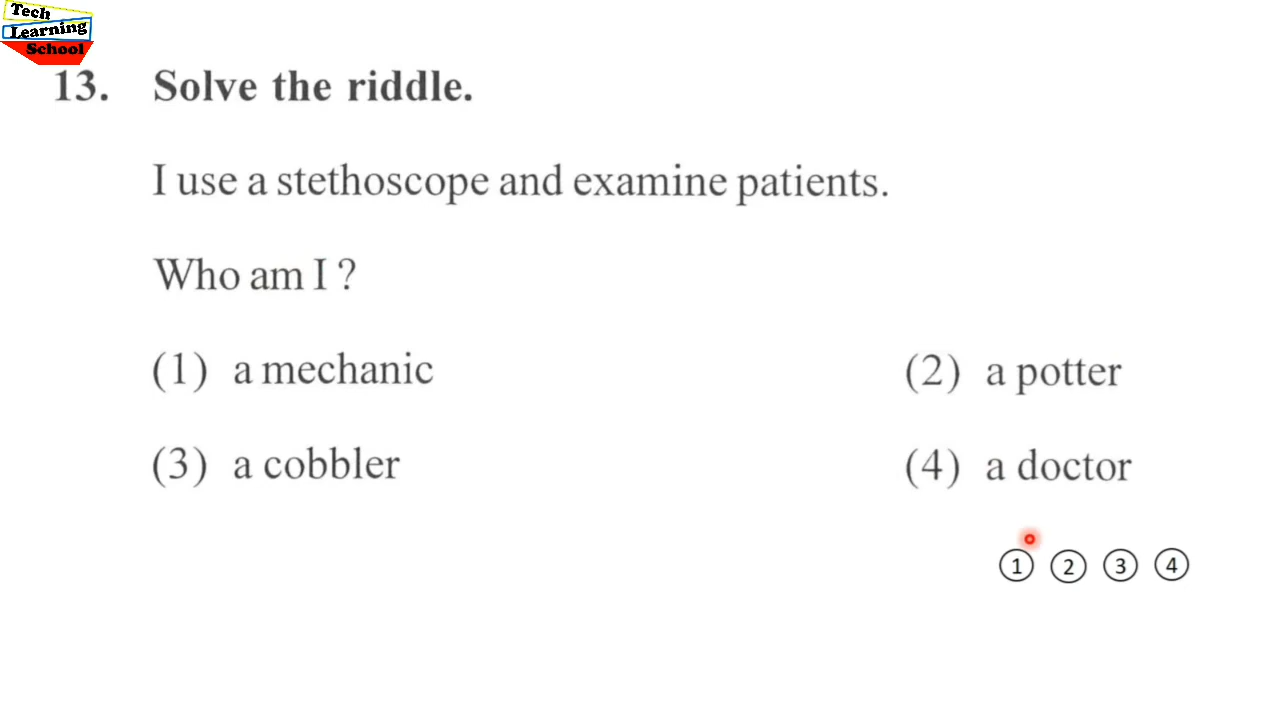 Tech
Learning
School
13. Solve the riddle.
I use a stethoscope and examine patients.
Who am I ?
(1) a mechanic (2) a potter
(3) a cobbler (4) a doctor
1 2 3 4